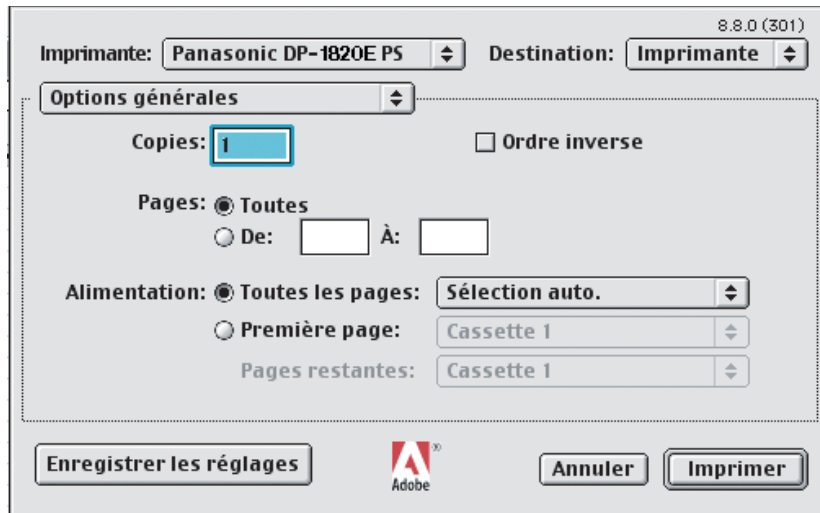 8.8.0 (301)
Imprimante: Panasonic DP-1820E PS Destination: Imprimante
Options générales
Copies: 1 Ordre inverse
Pages: Toutes
De: À:
Alimentation: Toutes les pages: Sélection auto.
Première page: Cassette 1
Pages restantes: Cassette 1
Enregistrer les réglages Adobe ® Annuler Imprimer